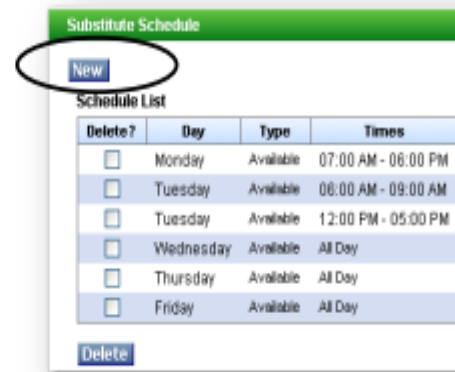 Substitute Schedule
New
Schedule List
Delete? Day Type Times
Monday Available 07:00 AM - 06:00 PM
Tuesday Available 06:00 AM - 09:00 AM
Tuesday Available 12:00 PM - 05:00 PM
Wednesday Available All Day
Thursday Available All Day
Friday Available All Day
Delete